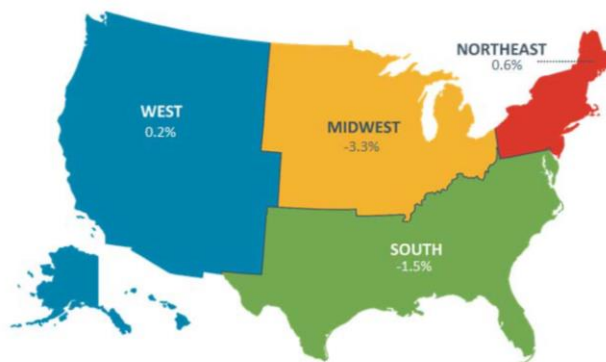 NORTHEAST
0.6%
WEST
0.2%
MIDWEST
-3.3%
SOUTH
-1.5%